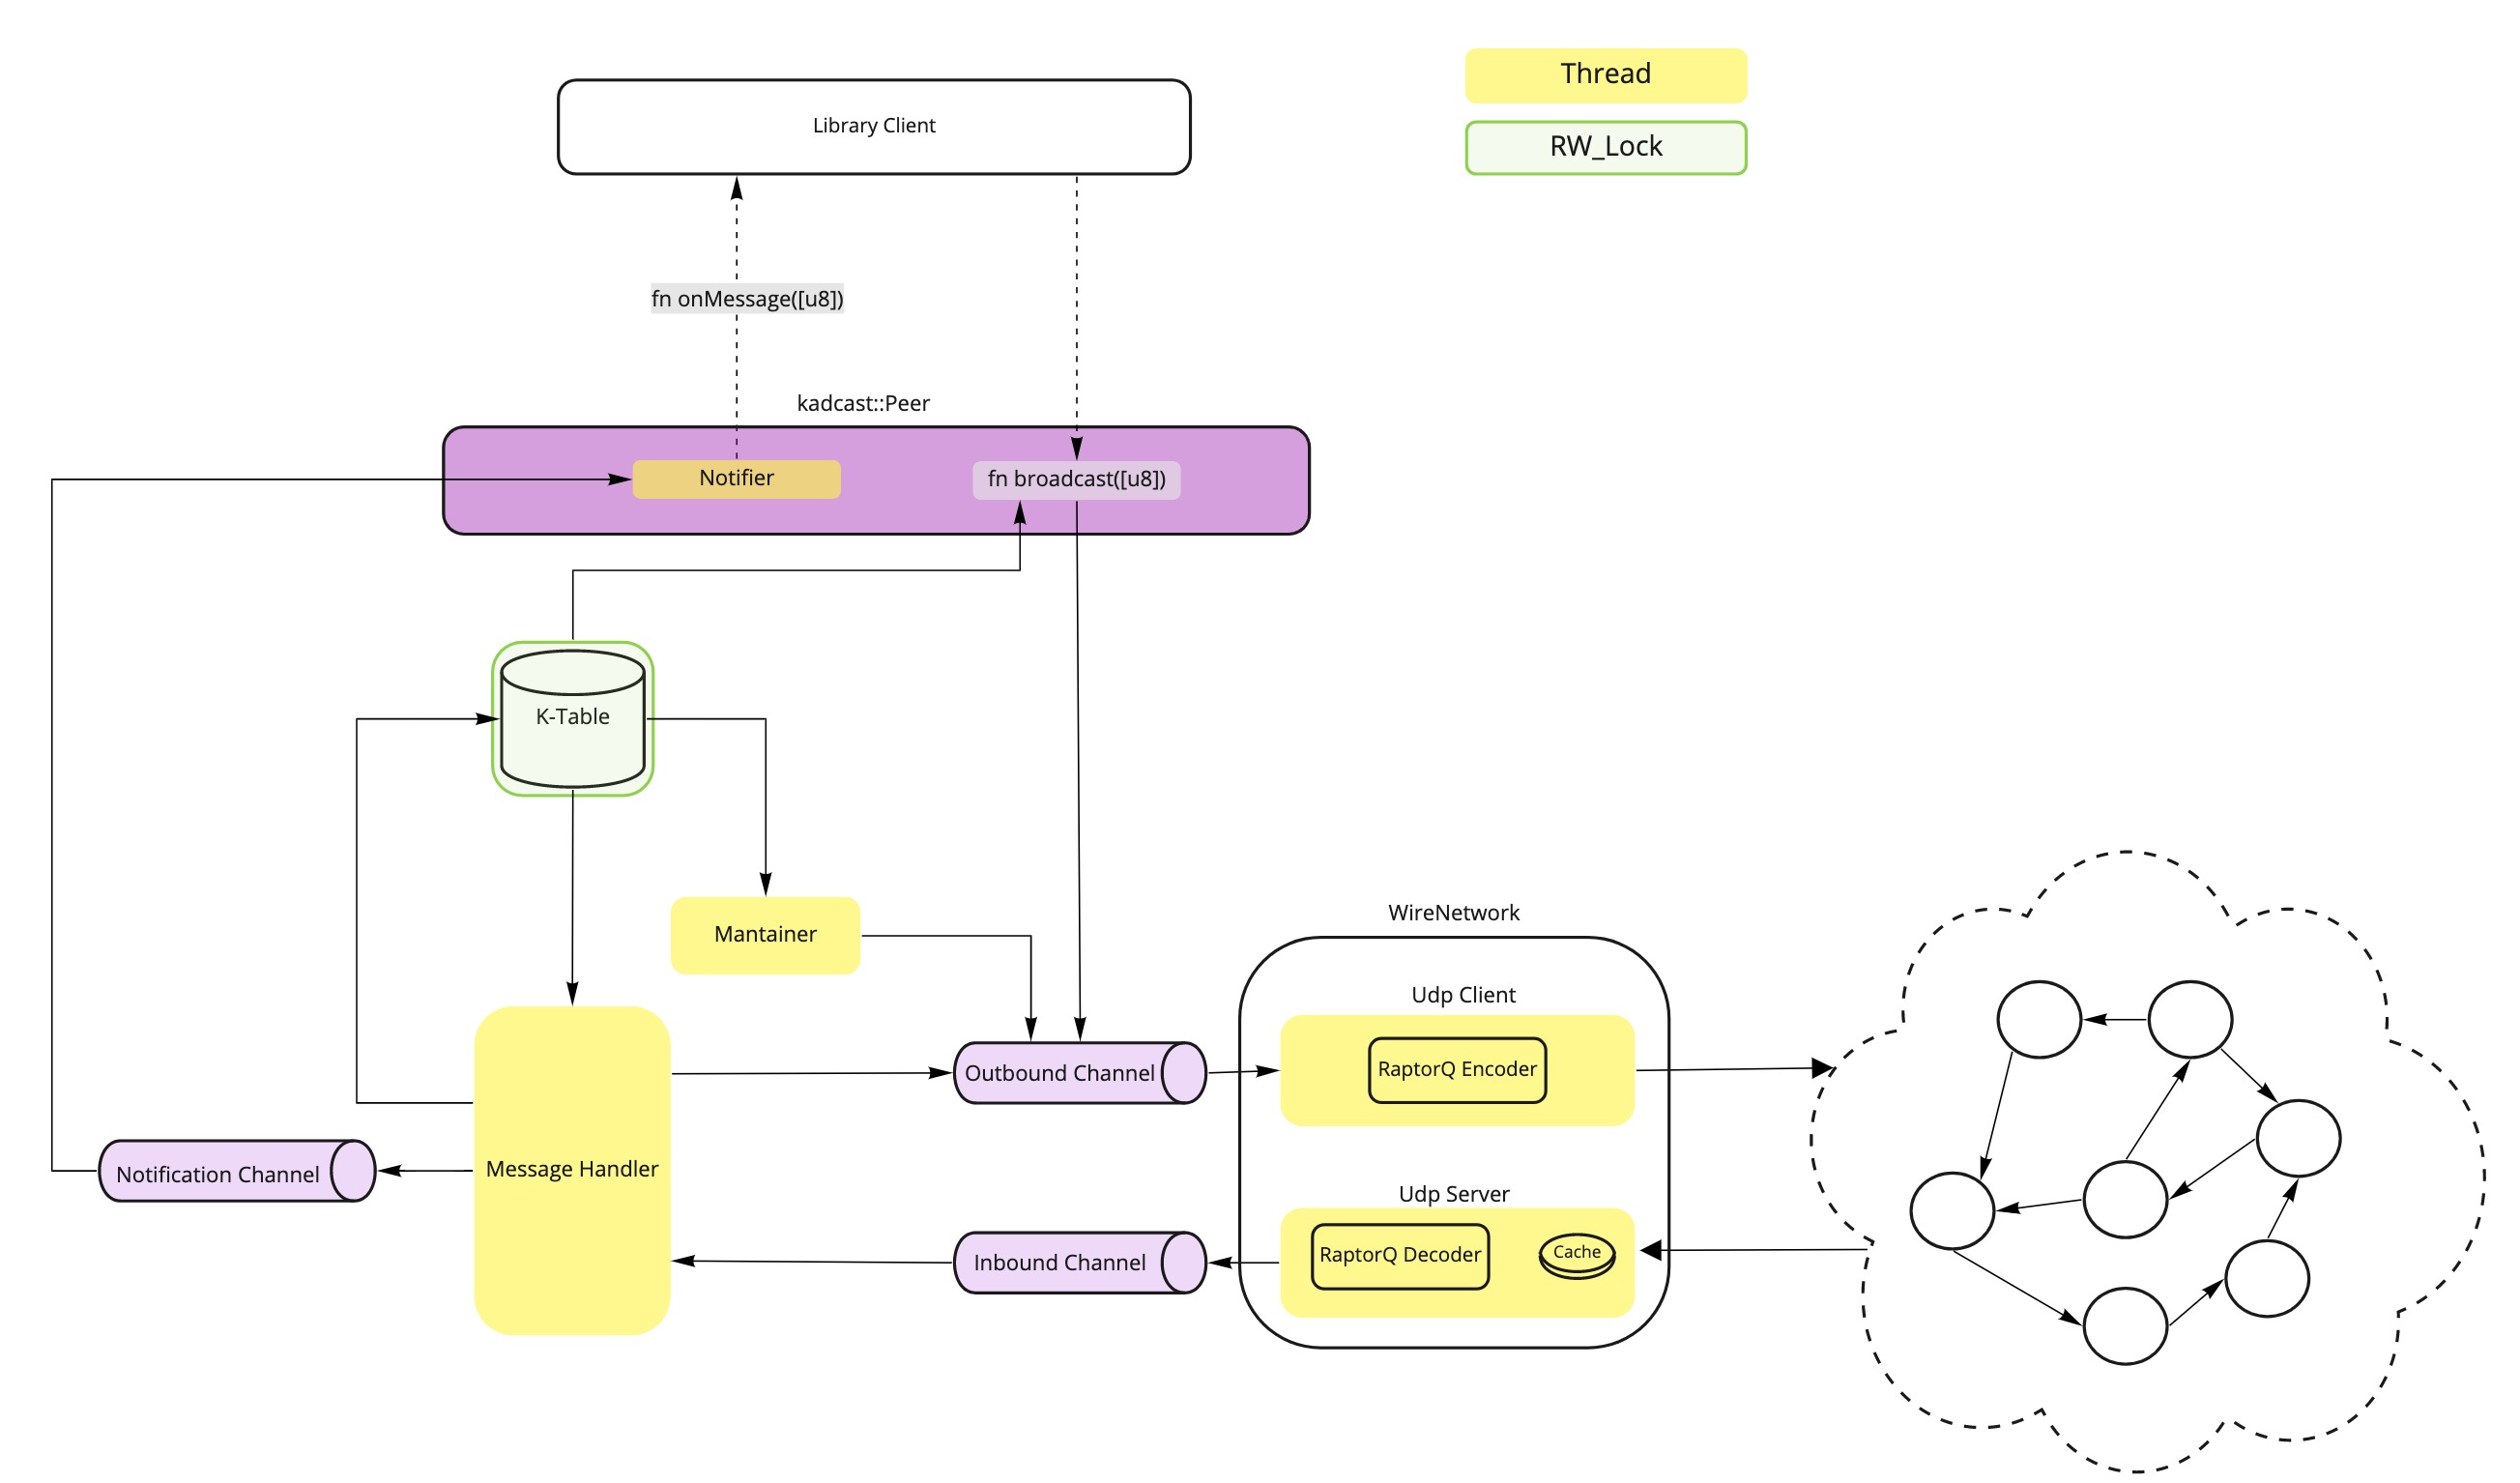 Thread
Library Client
RW_Lock
fn onMessage([u8])
kadcast::Peer
Notifier
fn broadcast([u8])
K-Table
WireNetwork
Mantainer
Udp Client
RaptorQ Encoder
Outbound Channel
Message Handler
Notification Channel
Udp Server
RaptorQ Decoder
Cache
Inbound Channel